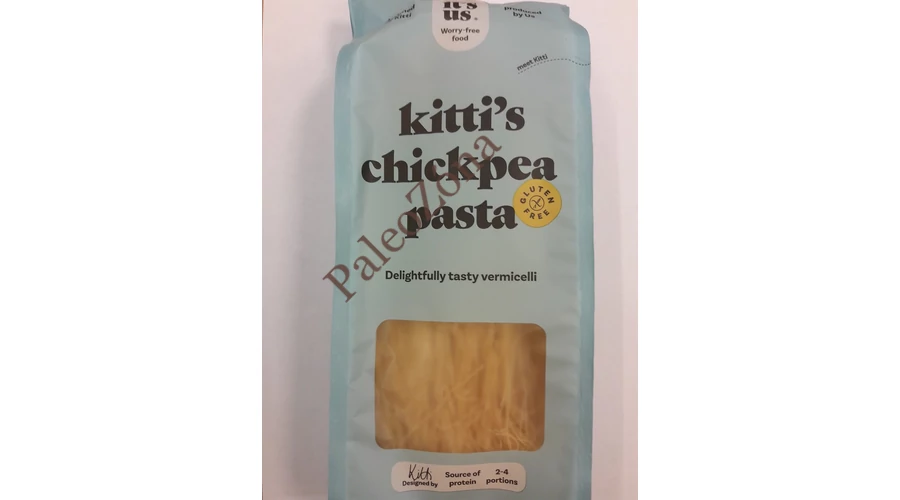 it's
us.
Worry-free
food
produced
by Us
meet Kitti
kitti's
chickpea
pasta
GLUTEN
FREE
PaleoZona
Delightfully tasty vermicelli
Kitti
Designed by
Source of
protein
2-4
portions